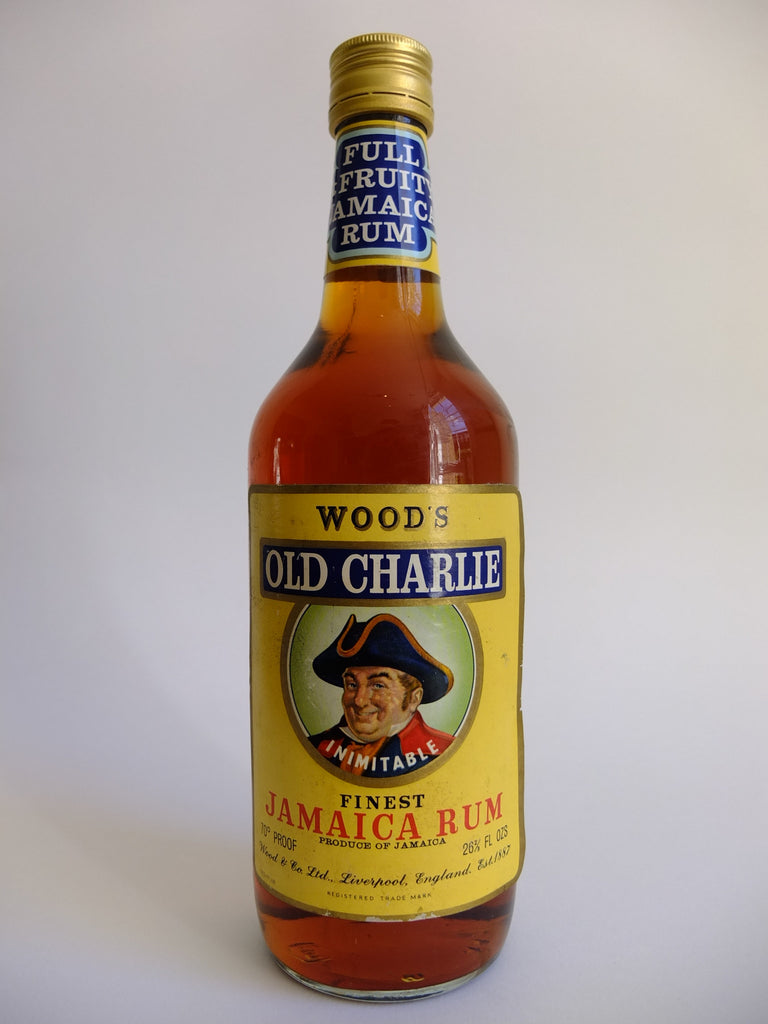 FULL
FRUITY
JAMAICA
RUM
WOOD'S
OLD CHARLIE
INIMITABLE
FINEST
JAMAICA RUM
PRODUCE OF JAMAICA
70° PROOF
26⅔ FL OZS
Wood & Co. Ltd., Liverpool, England. Est. 1887
REGISTERED TRADE MARK